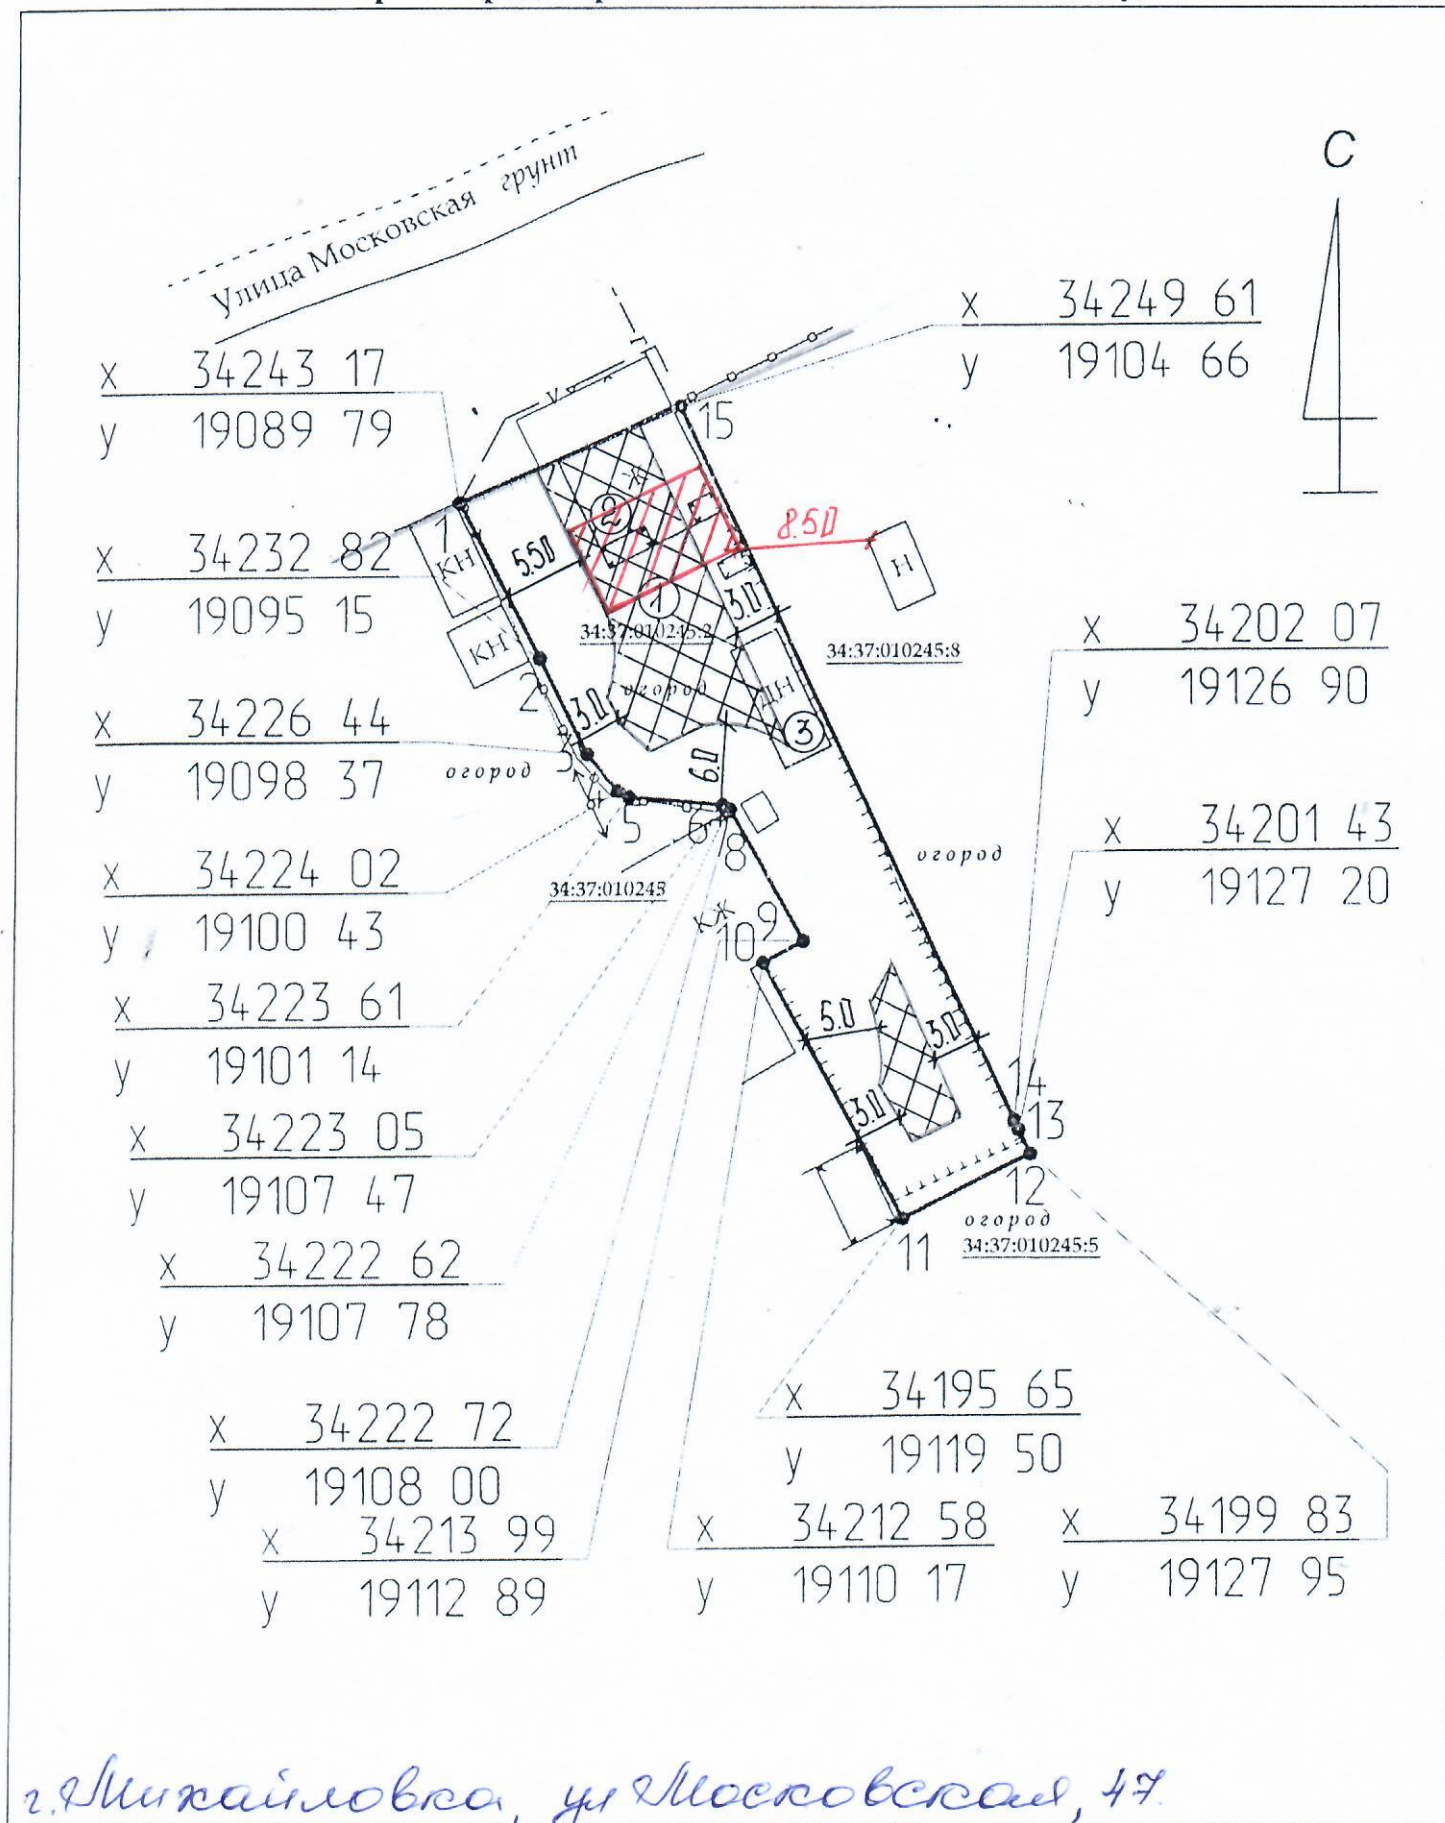 С
Улица Московская грунт
x 34249 61
y 19104 66
x 34243 17
y 19089 79
15
1
Ж
2
8.50
Н
КН
5.50
x 34232 82
y 19095 15
1
3.0
34:37:010245:2
34:37:010245:8
x 34202 07
y 19126 90
КН
2
огород
ДН
3
3.0
x 34226 44
y 19098 37
3
огород
6.0
5
6
8
огород
x 34201 43
y 19127 20
x 34224 02
y 19100 43
34:37:010245
КЖ
9
10
x 34223 61
y 19101 14
5.0
3.0
14
13
x 34223 05
y 19107 47
3.0
12
11
огород
34:37:010245:5
x 34222 62
y 19107 78
x 34195 65
y 19119 50
x 34222 72
y 19108 00
x 34213 99
y 19112 89
x 34212 58
y 19110 17
x 34199 83
y 19127 95
г. Михайловка, ул Московская, 47.